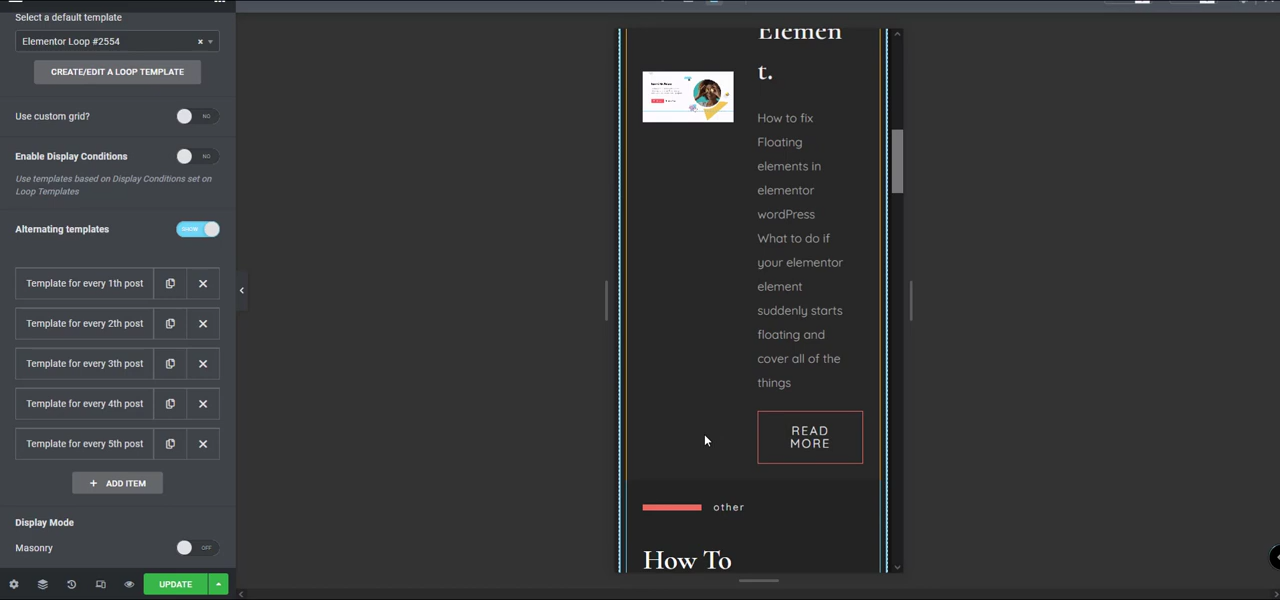 Select a default template
Elementor Loop #2554
CREATE/EDIT A LOOP TEMPLATE
Use custom grid?
NO
Enable Display Conditions
NO
Use templates based on Display Conditions set on
Loop Templates
Alternating templates
SHOW
Template for every 1th post
Template for every 2th post
Template for every 3th post
Template for every 4th post
Template for every 5th post
+ ADD ITEM
Display Mode
Masonry
OFF
UPDATE
Elemen
t.
How to fix
Floating
elements in
elementor
wordPress
What to do if
your elementor
element
suddenly starts
floating and
cover all of the
things
READ
MORE
other
How To